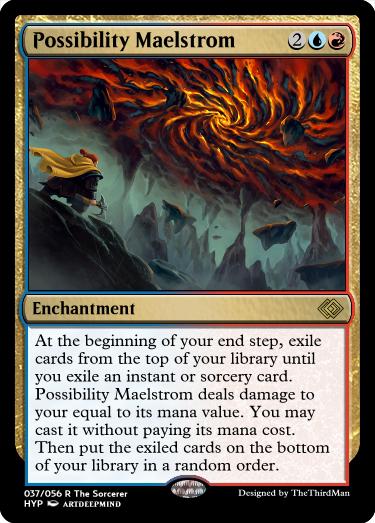 Possibility Maelstrom 2
Enchantment
At the beginning of your end step, exile
cards from the top of your library until
you exile an instant or sorcery card.
Possibility Maelstrom deals damage to
your equal to its mana value. You may
cast it without paying its mana cost.
Then put the exiled cards on the bottom
of your library in a random order.
037/056 R The Sorcerer
HYP ARTDEEPMIND
Designed by TheThirdMan